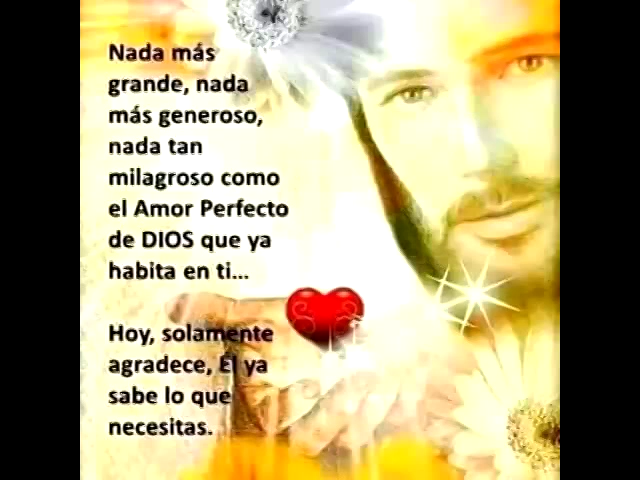 Nada más
grande, nada
más generoso,
nada tan
milagroso como
el Amor Perfecto
de DIOS que ya
habita en ti...
Hoy, solamente
agradece, Él ya
sabe lo que
necesitas.